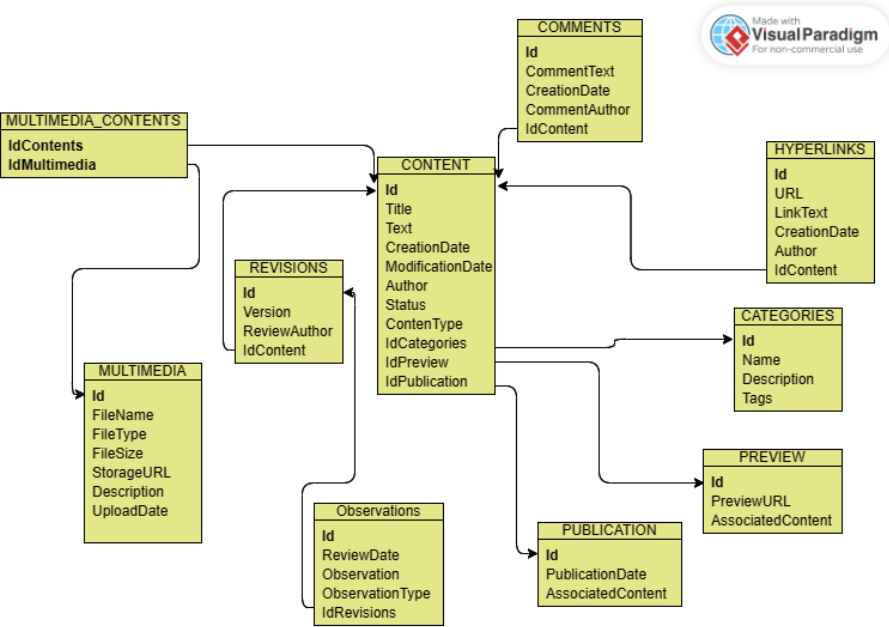 Made with
Visual Paradigm
For non-commercial use
COMMENTS
Id
CommentText
CreationDate
CommentAuthor
IdContent
MULTIMEDIA_CONTENTS
IdContents
IdMultimedia
CONTENT
Id
Title
Text
CreationDate
ModificationDate
Author
Status
ContenType
IdCategories
IdPreview
IdPublication
HYPERLINKS
Id
URL
LinkText
CreationDate
Author
IdContent
REVISIONS
Id
Version
ReviewAuthor
IdContent
CATEGORIES
Id
Name
Description
Tags
MULTIMEDIA
Id
FileName
FileType
FileSize
StorageURL
Description
UploadDate
PREVIEW
Id
PreviewURL
AssociatedContent
Observations
Id
ReviewDate
Observation
ObservationType
IdRevisions
PUBLICATION
Id
PublicationDate
AssociatedContent